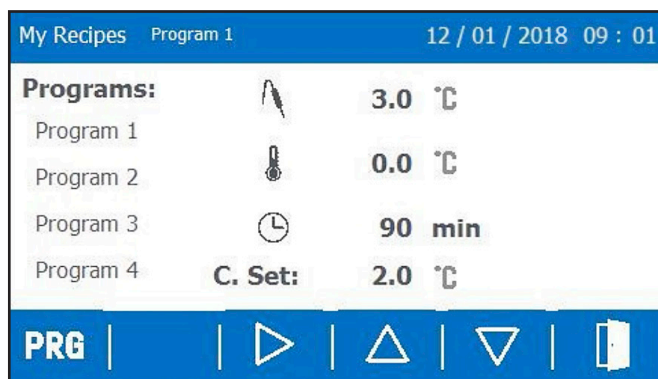 My Recipes Program 1 12 / 01 / 2018 09 : 01
Programs: 3.0 °C
Program 1
Program 2 0.0 °C
Program 3 90 min
Program 4 C. Set: 2.0 °C
PRG